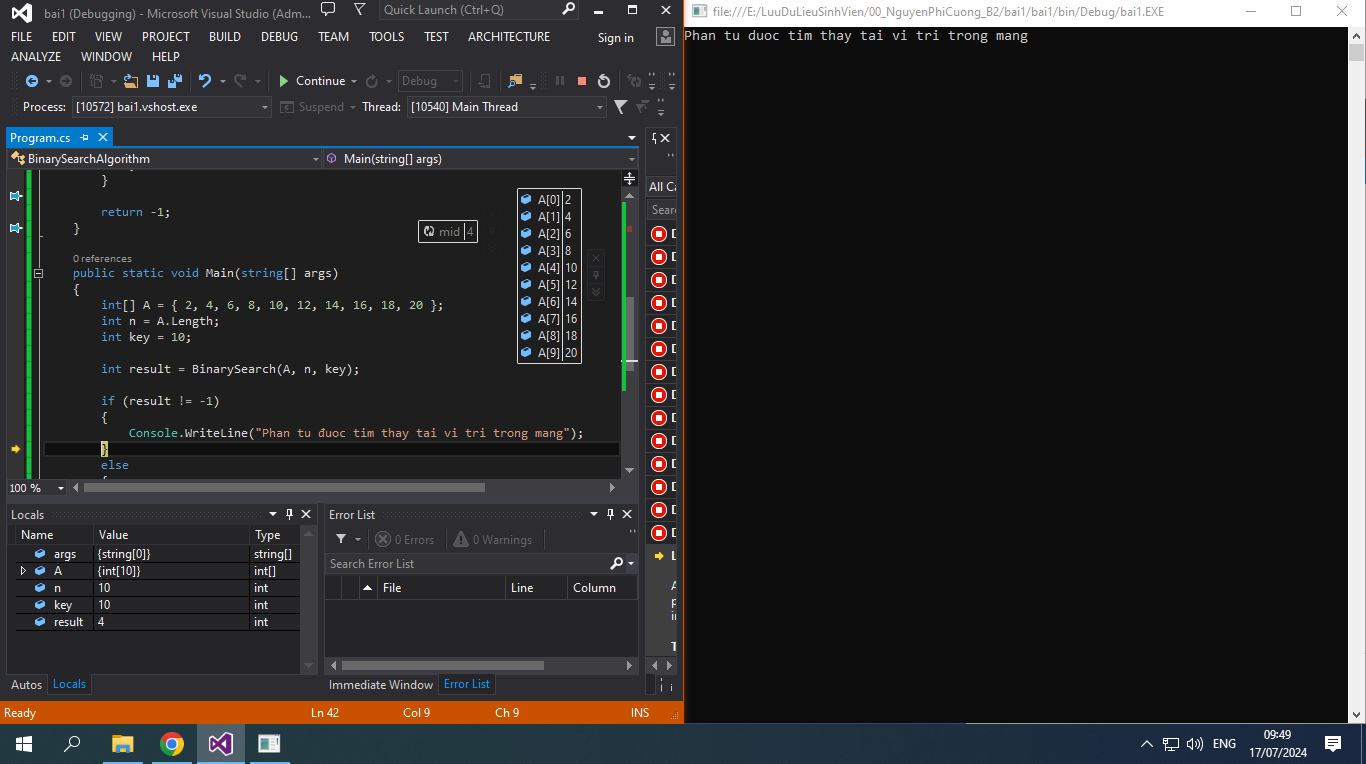 bai1 (Debugging) - Microsoft Visual Studio (Adm...
Quick Launch (Ctrl+Q)
FILE EDIT VIEW PROJECT BUILD DEBUG TEAM TOOLS TEST ARCHITECTURE Sign in
ANALYZE WINDOW HELP
Continue Debug
Process: [10572] bai1.vshost.exe Suspend Thread: [10540] Main Thread
Program.cs
BinarySearchAlgorithm Main(string[] args)
}
return -1;
}
0 references
public static void Main(string[] args)
{
int[] A = { 2, 4, 6, 8, 10, 12, 14, 16, 18, 20 };
int n = A.Length;
int key = 10;
int result = BinarySearch(A, n, key);
if (result != -1)
{
Console.WriteLine("Phan tu đuoc tim thay tai vi tri trong mang");
}
else
mid 4
A[0] 2
A[1] 4
A[2] 6
A[3] 8
A[4] 10
A[5] 12
A[6] 14
A[7] 16
A[8] 18
A[9] 20
100 %
All Ca
Sear
Locals
Name Value Type
args {string[0]} string[]
A {int[10]} int[]
n 10 int
key 10 int
result 4 int
Autos Locals
Error List
0 Errors 0 Warnings
Search Error List
File Line Column
Immediate Window Error List
Ready Ln 42 Col 9 Ch 9 INS
file:///E:/LuuDuLieuSinhVien/00_NguyenPhiCuong_B2/bai1/bai1/bin/Debug/bai1.EXE
Phan tu duoc tim thay tai vi tri trong mang
ENG
09:49
17/07/2024